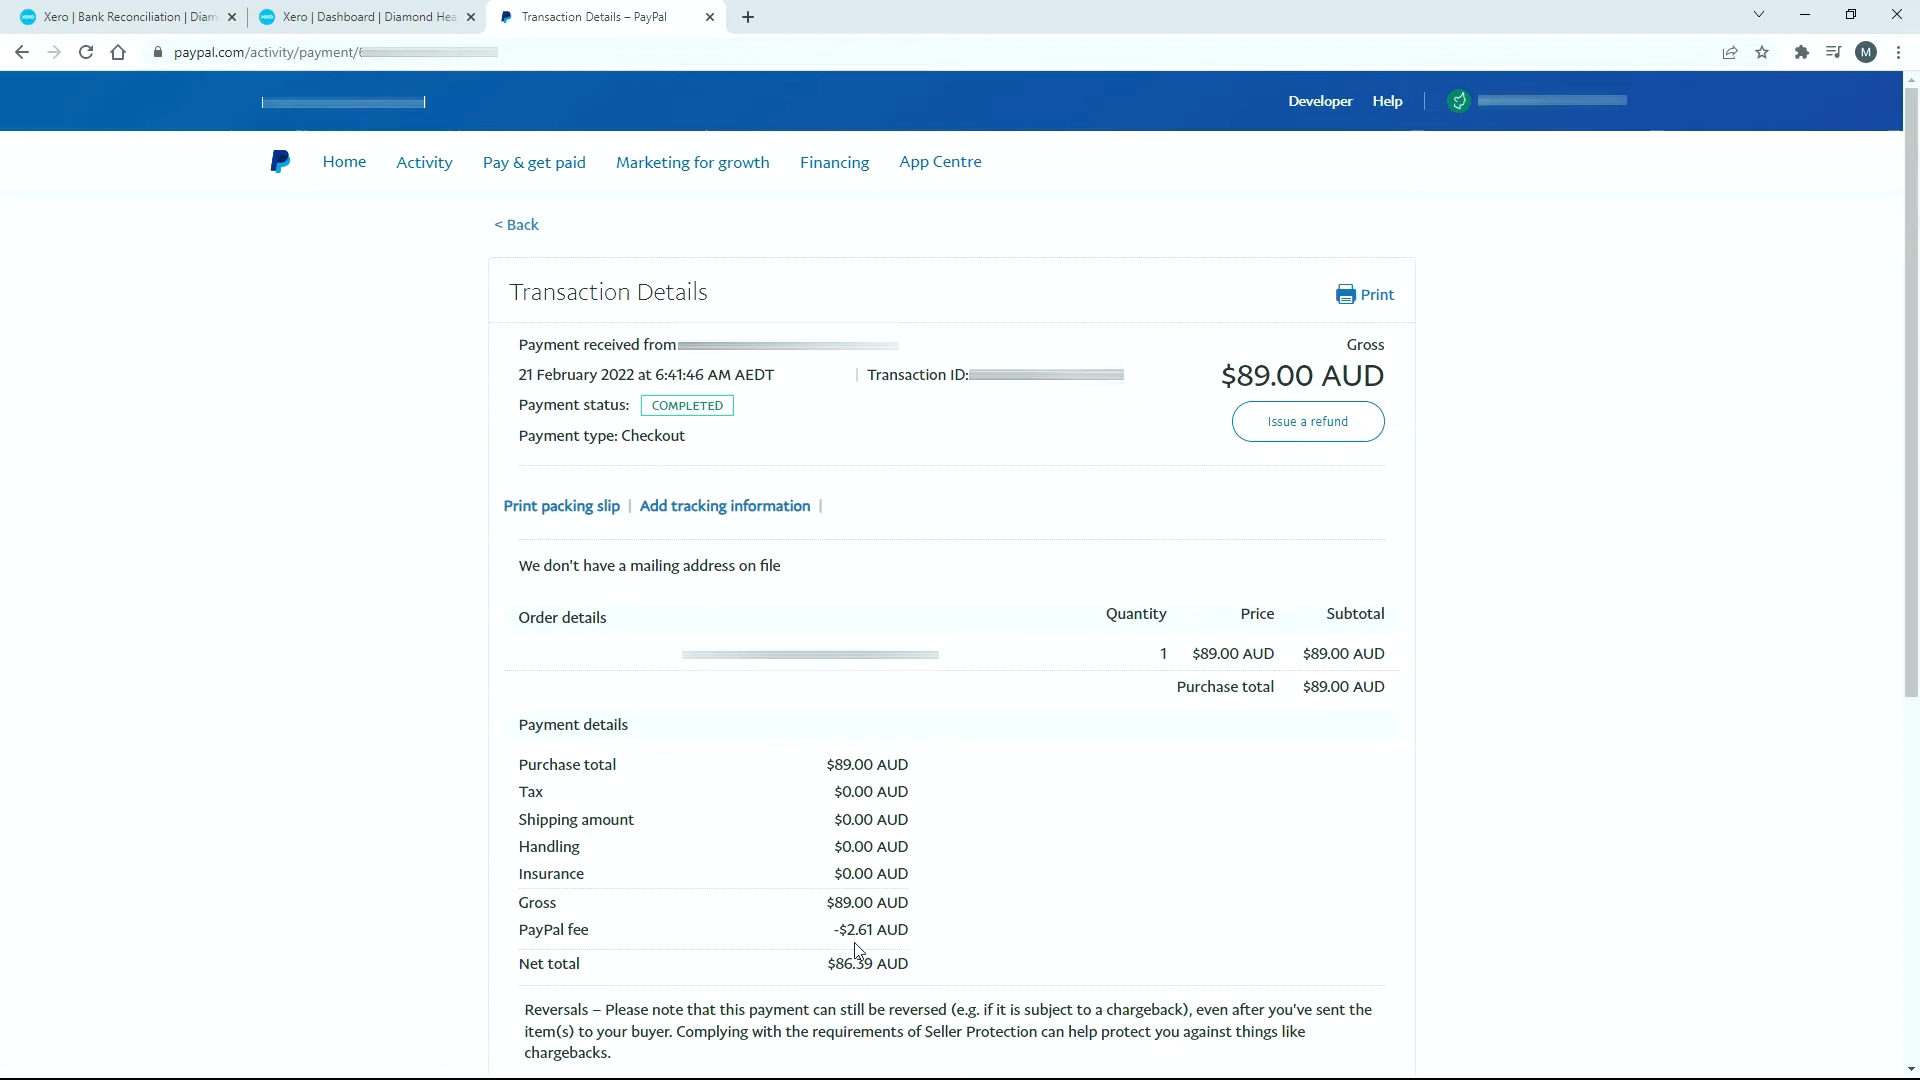 Xero | Bank Reconciliation | Diam
Xero | Dashboard | Diamond Hea
Transaction Details – PayPal
paypal.com/activity/payment/
M
Developer
Help
Home
Activity
Pay & get paid
Marketing for growth
Financing
App Centre
< Back
Transaction Details
Print
Payment received from
Gross
21 February 2022 at 6:41:46 AM AEDT | Transaction ID:
$89.00 AUD
Payment status: COMPLETED
Issue a refund
Payment type: Checkout
Print packing slip | Add tracking information |
We don't have a mailing address on file
Order details Quantity Price Subtotal
1 $89.00 AUD $89.00 AUD
Purchase total $89.00 AUD
Payment details
Purchase total $89.00 AUD
Tax $0.00 AUD
Shipping amount $0.00 AUD
Handling $0.00 AUD
Insurance $0.00 AUD
Gross $89.00 AUD
PayPal fee -$2.61 AUD
Net total $86.39 AUD
Reversals – Please note that this payment can still be reversed (e.g. if it is subject to a chargeback), even after you've sent the
item(s) to your buyer. Complying with the requirements of Seller Protection can help protect you against things like
chargebacks.